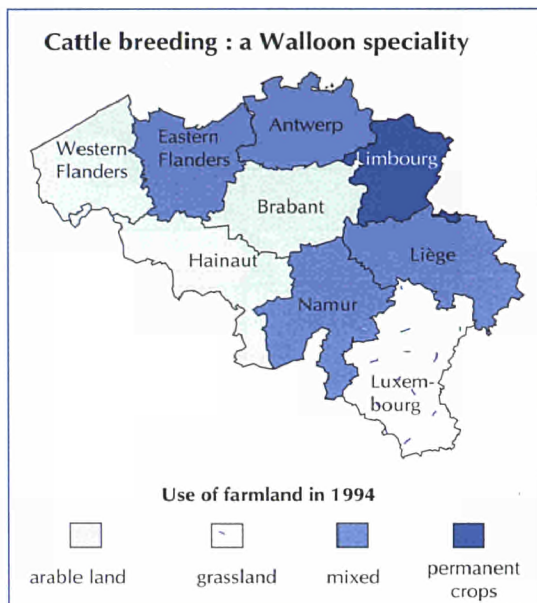 Cattle breeding : a Walloon speciality
Antwerp
Eastern
Flanders
Western
Flanders
Limbourg
Brabant
Hainaut
Liège
Namur
Luxem-
bourg
Use of farmland in 1994
arable land
grassland
mixed
permanent
crops